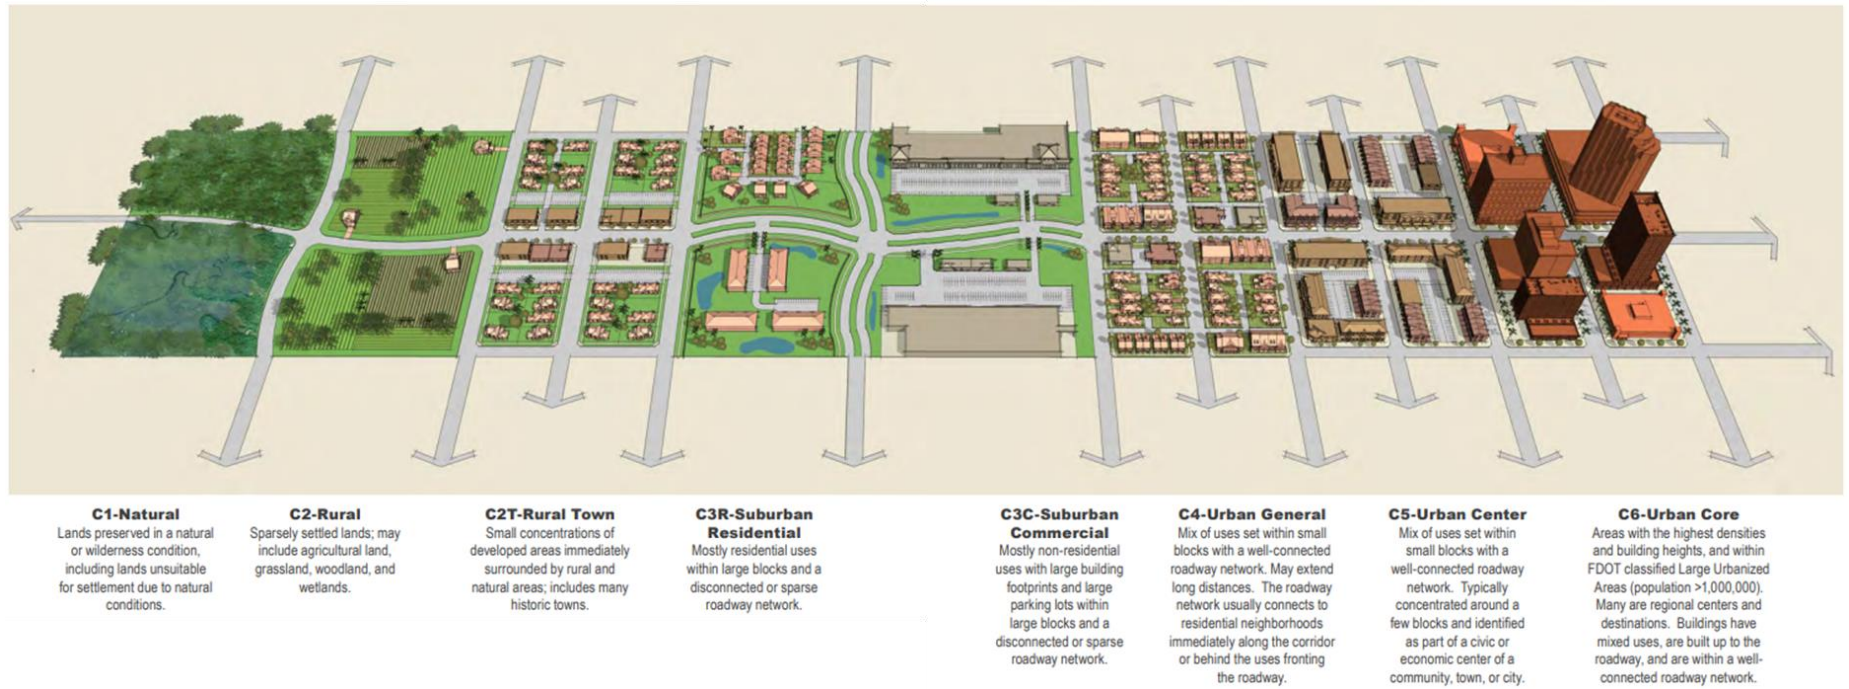 C1-Natural
Lands preserved in a natural
or wilderness condition,
including lands unsuitable
for settlement due to natural
conditions.
C2-Rural
Sparsely settled lands; may
include agricultural land,
grassland, woodland, and
wetlands.
C2T-Rural Town
Small concentrations of
developed areas immediately
surrounded by rural and
natural areas; includes many
historic towns.
C3R-Suburban
Residential
Mostly residential uses
within large blocks and a
disconnected or sparse
roadway network.
C3C-Suburban
Commercial
Mostly non-residential
uses with large building
footprints and large
parking lots within
large blocks and a
disconnected or sparse
roadway network.
C4-Urban General
Mix of uses set within small
blocks with a well-connected
roadway network. May extend
long distances. The roadway
network usually connects to
residential neighborhoods
immediately along the corridor
or behind the uses fronting
the roadway.
C5-Urban Center
Mix of uses set within
small blocks with a
well-connected roadway
network. Typically
concentrated around a
few blocks and identified
as part of a civic or
economic center of a
community, town, or city.
C6-Urban Core
Areas with the highest densities
and building heights, and within
FDOT classified Large Urbanized
Areas (population >1,000,000).
Many are regional centers and
destinations. Buildings have
mixed uses, are built up to the
roadway, and are within a well-
connected roadway network.